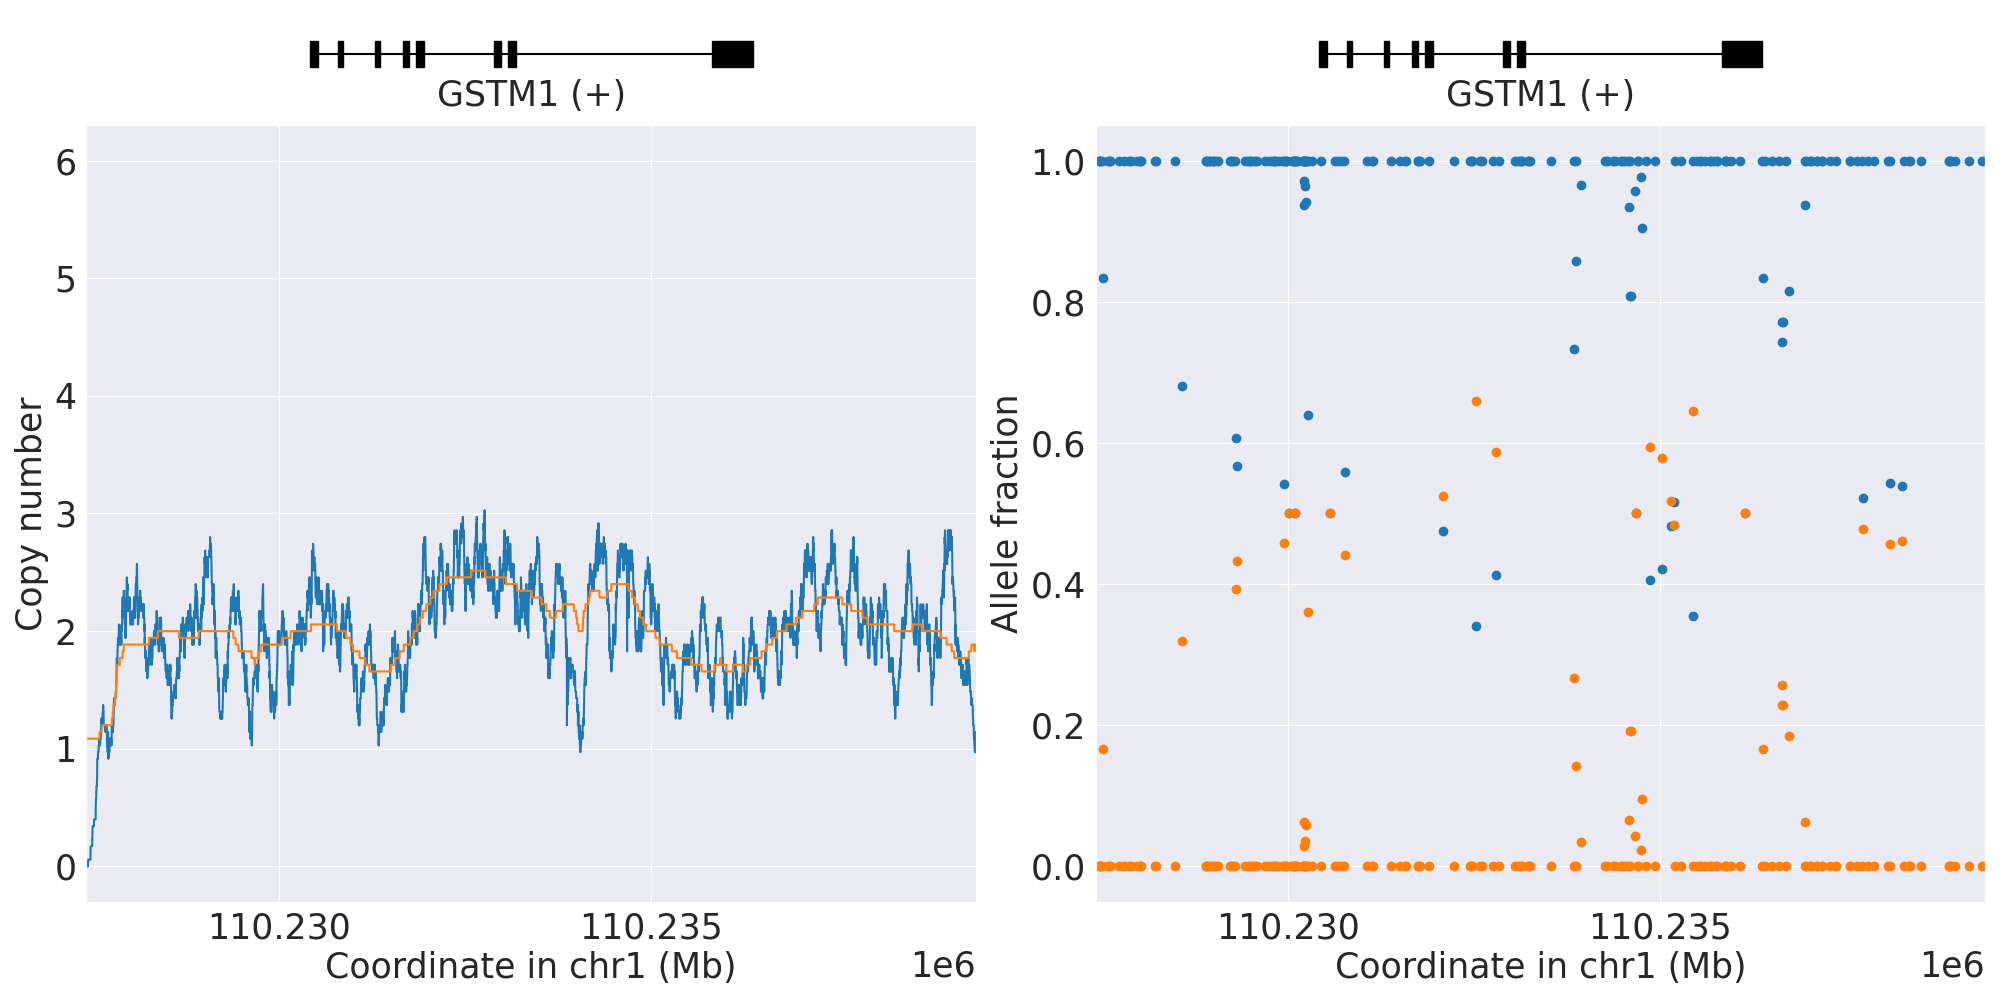 GSTM1 (+)
6
5
4
3
2
1
0
Copy number
110.230
110.235
Coordinate in chr1 (Mb)
1e6
GSTM1 (+)
1.0
0.8
0.6
0.4
0.2
0.0
Allele fraction
110.230
110.235
Coordinate in chr1 (Mb)
1e6